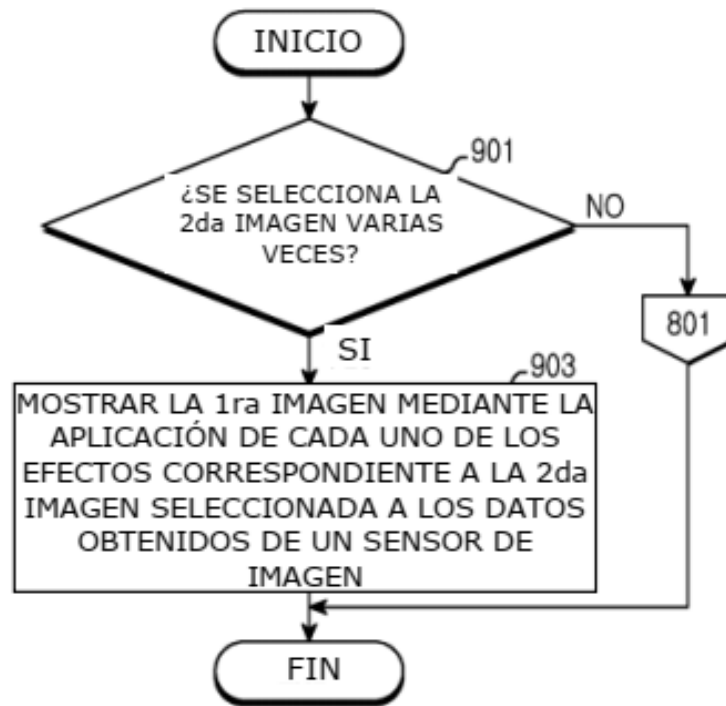 INICIO
901
¿SE SELECCIONA LA
2da IMAGEN VARIAS
VECES?
NO
801
SI
903
MOSTRAR LA 1ra IMAGEN MEDIANTE LA
APLICACIÓN DE CADA UNO DE LOS
EFECTOS CORRESPONDIENTE A LA 2da
IMAGEN SELECCIONADA A LOS DATOS
OBTENIDOS DE UN SENSOR DE
IMAGEN
FIN